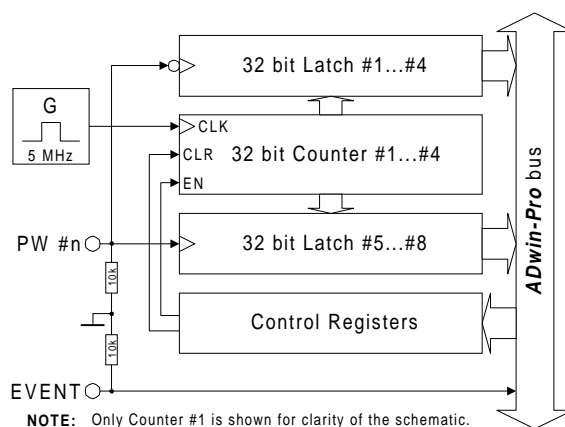 32 bit Latch #1...#4
G
5 MHz
CLK
CLR
32 bit Counter #1...#4
EN
PW #n
32 bit Latch #5...#8
10k
10k
Control Registers
EVENT
ADwin-Pro bus
NOTE: Only Counter #1 is shown for clarity of the schematic.